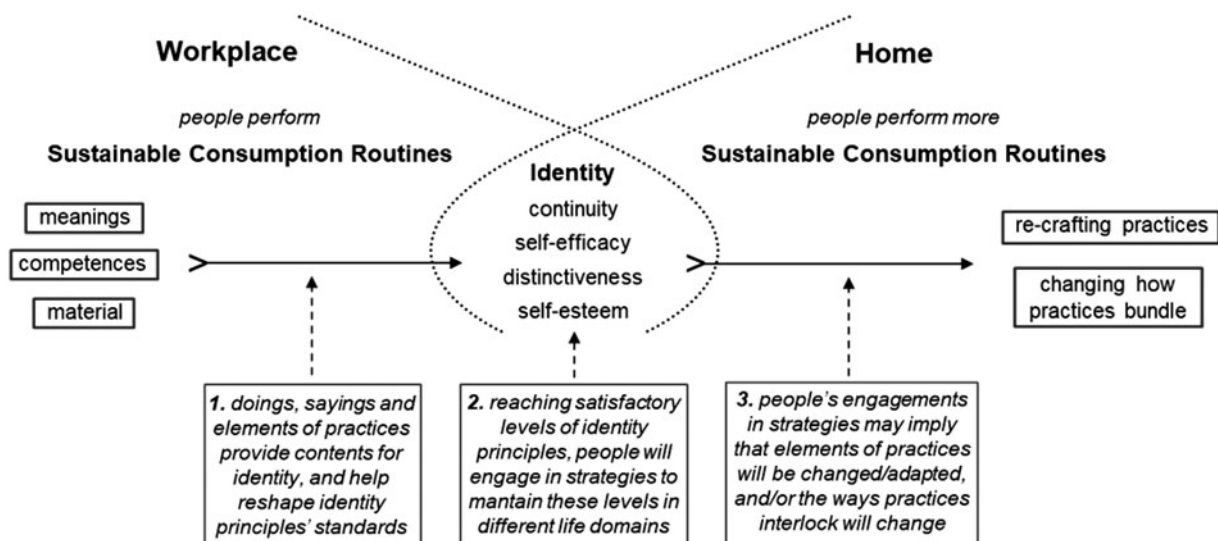 Workplace
Home
people perform
Sustainable Consumption Routines
people perform more
Sustainable Consumption Routines
meanings
competences
material
Identity
continuity
self-efficacy
distinctiveness
self-esteem
re-crafting practices
changing how
practices bundle
1. doings, sayings and
elements of practices
provide contents for
identity, and help
reshape identity
principles' standards
2. reaching satisfactory
levels of identity
principles, people will
engage in strategies to
mantain these levels in
different life domains
3. people's engagements
in strategies may imply
that elements of practices
will be changed/adapted,
and/or the ways practices
interlock will change